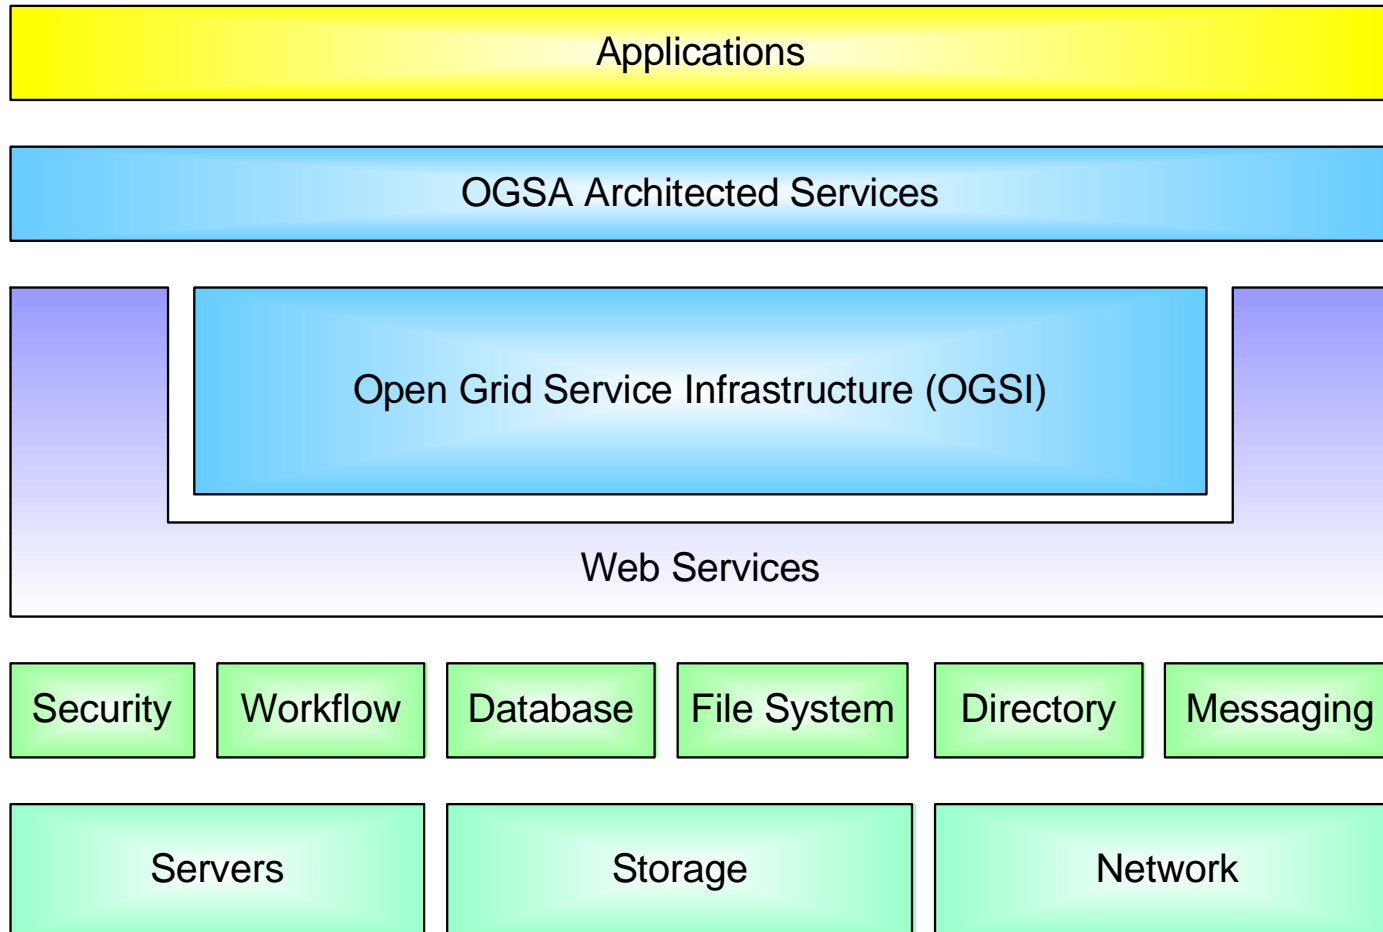 Applications
OGSA Architected Services
Open Grid Service Infrastructure (OGSI)
Web Services
Security Workflow Database File System Directory Messaging
Servers Storage Network